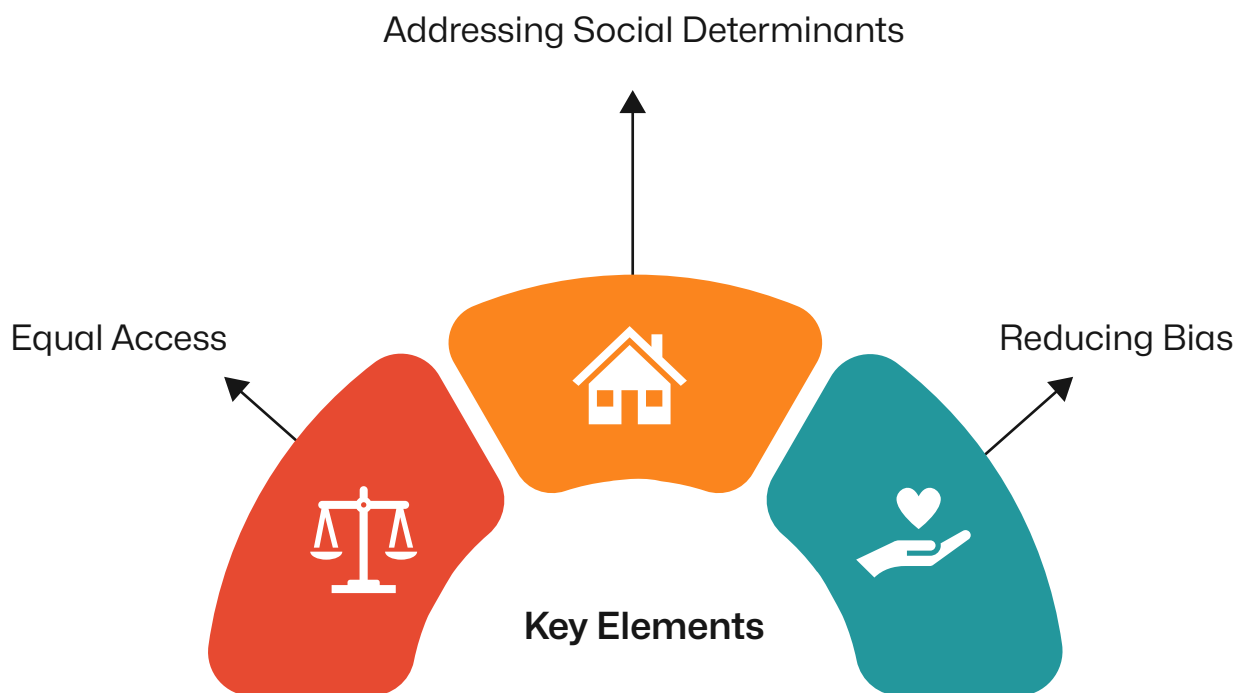 Addressing Social Determinants
Equal Access
Reducing Bias
Key Elements